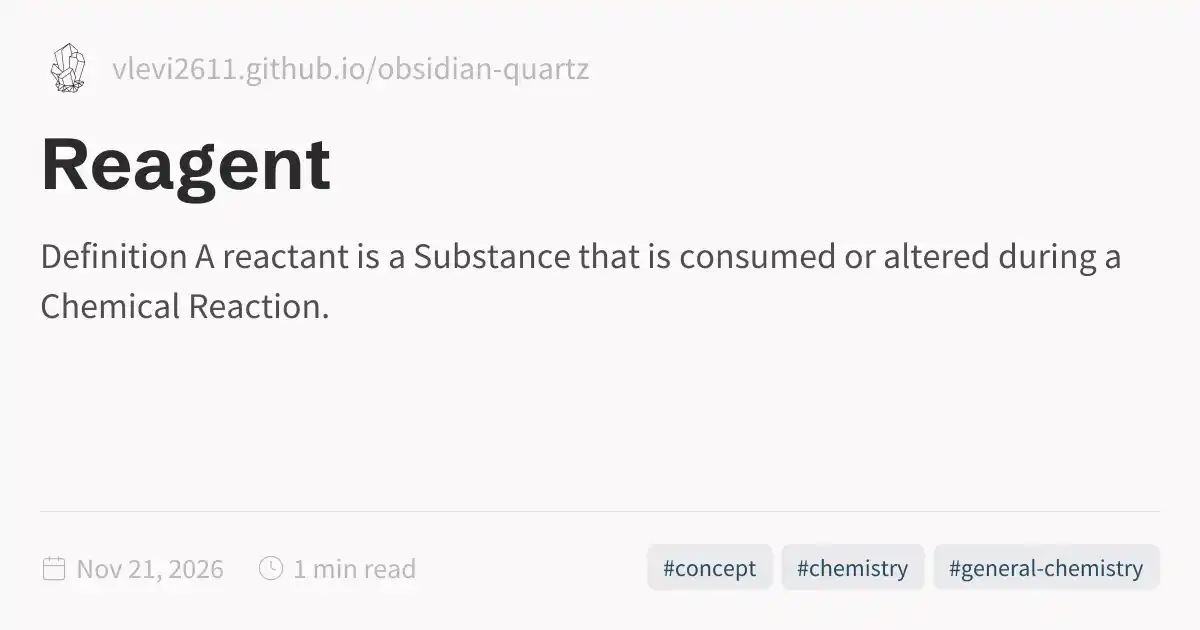 vlevi2611.github.io/obsidian-quartz
Reagent
Definition A reactant is a Substance that is consumed or altered during a
Chemical Reaction.
Nov 21, 2026 1 min read #concept #chemistry #general-chemistry